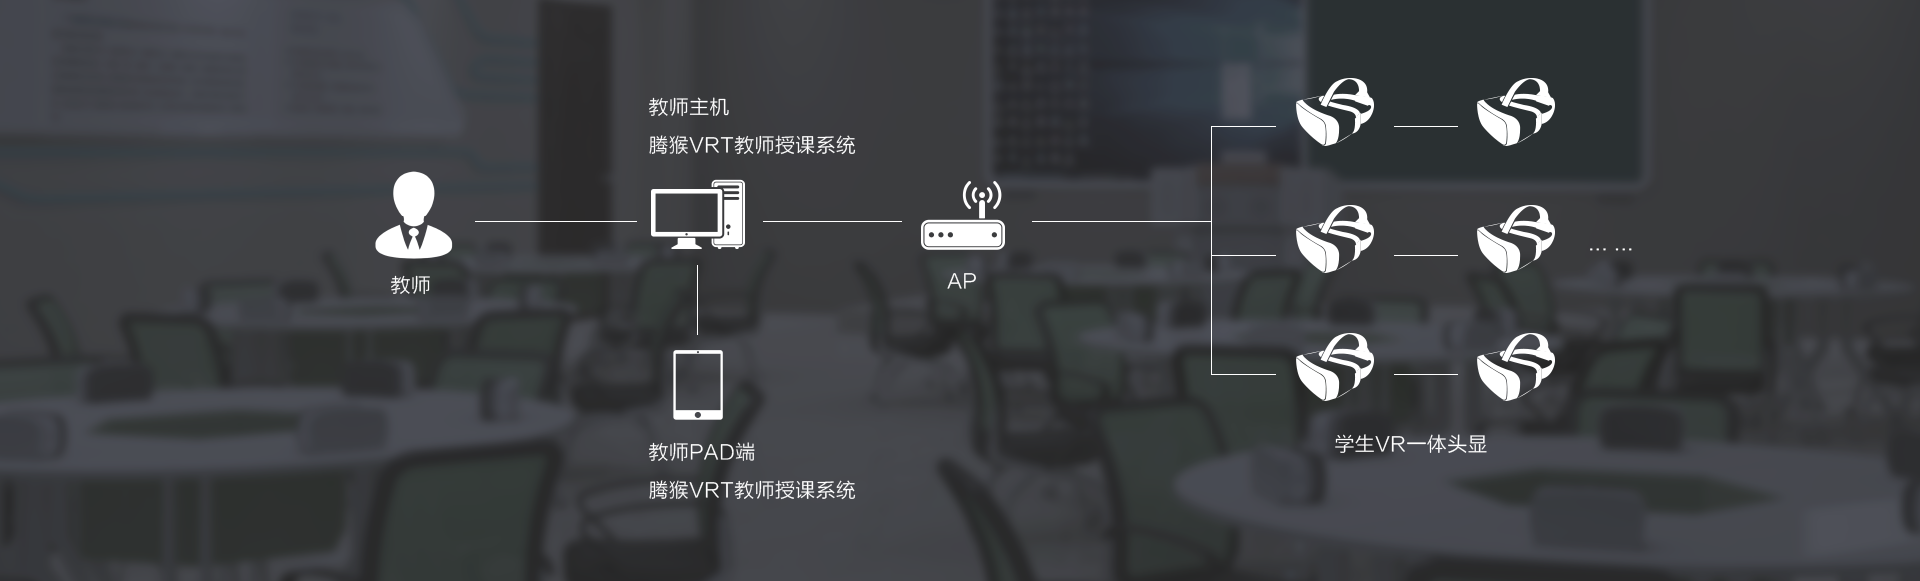 教师主机
腾猴VRT教师授课系统
教师
AP
... ...
教师PAD端
腾猴VRT教师授课系统
学生VR一体头显